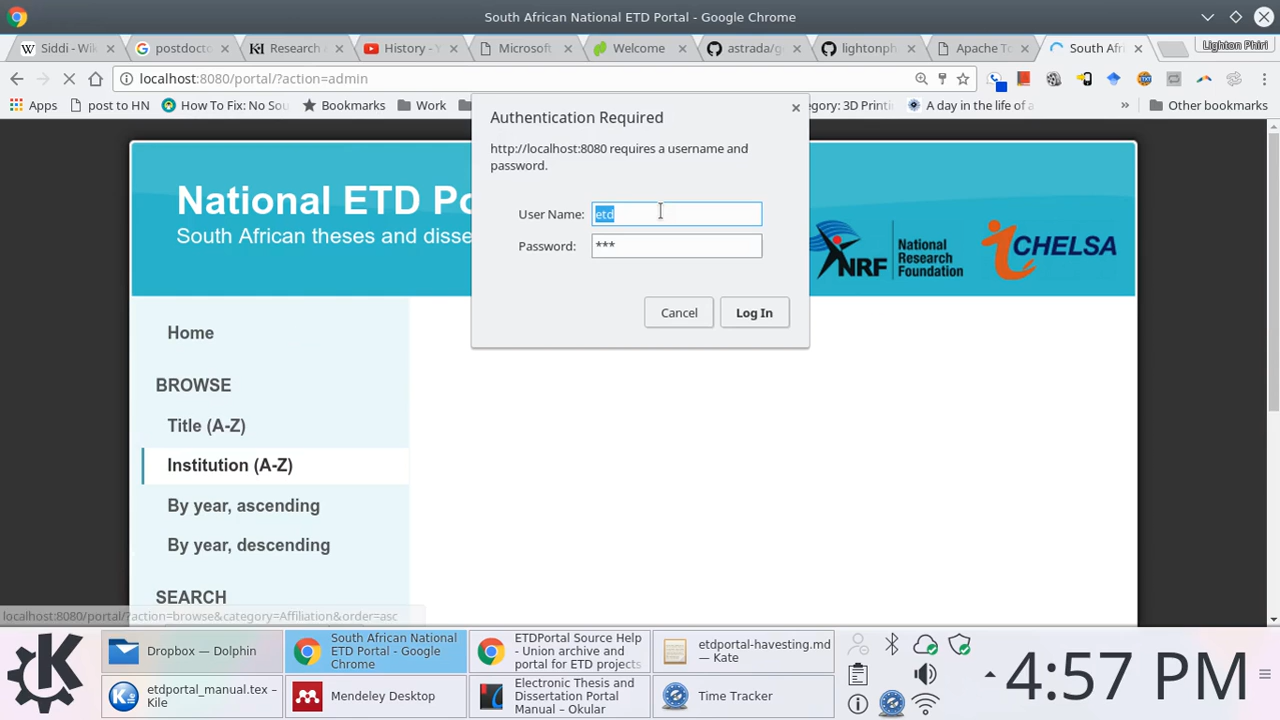 South African National ETD Portal - Google Chrome
Siddi - Wik
postdoct
Research
History - Y
Microsoft
Welcome
astrada/g
lightonph
Apache To
South Afri
Lighton Phiri
localhost:8080/portal/?action=admin
Apps
post to HN
How To Fix: No Sou
Bookmarks
Work
egory: 3D Printi
A day in the life of a
»
Other bookmarks
Authentication Required
http://localhost:8080 requires a username and
password.
User Name: etd
Password: ***
Cancel
Log In
National ETD Po
South African theses and disse
NRF
National
Research
Foundation
CHELSA
Home
BROWSE
Title (A-Z)
Institution (A-Z)
By year, ascending
By year, descending
SEARCH
localhost:8080/portal/?action=browse&category=Affiliation&order=asc
Dropbox — Dolphin
South African National
ETD Portal - Google
Chrome
ETDPortal Source Help
- Union archive and
portal for ETD projects
etdportal-havesting.md
— Kate
etdportal_manual.tex –
Kile
Mendeley Desktop
Electronic Thesis and
Dissertation Portal
Manual – Okular
Time Tracker
4:57 PM